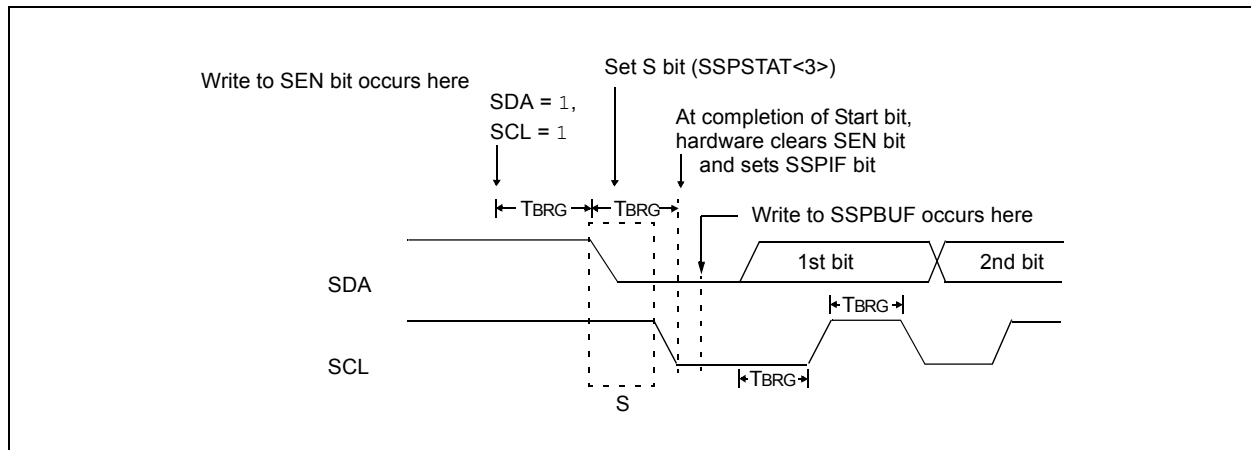 Write to SEN bit occurs here
Set S bit (SSPSTAT<3>)
SDA = 1,
SCL = 1
At completion of Start bit,
hardware clears SEN bit
and sets SSPIF bit
TBRG
TBRG
Write to SSPBUF occurs here
SDA
1st bit
2nd bit
TBRG
SCL
TBRG
S